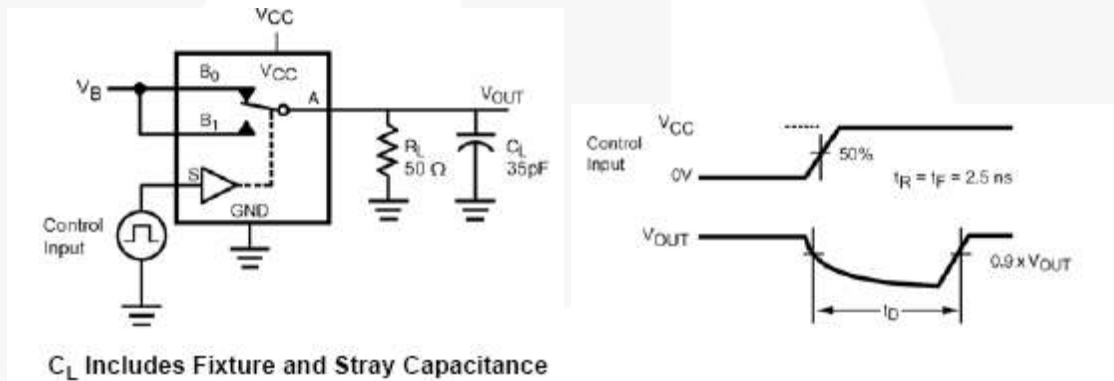 VCC
VCC
B0
VB
A
VOUT
B1
RL
50 Ω
CL
35pF
S
GND
Control
Input
CL Includes Fixture and Stray Capacitance
VCC
Control
Input
50%
0V
tR = tF = 2.5 ns
VOUT
0.9 x VOUT
tD